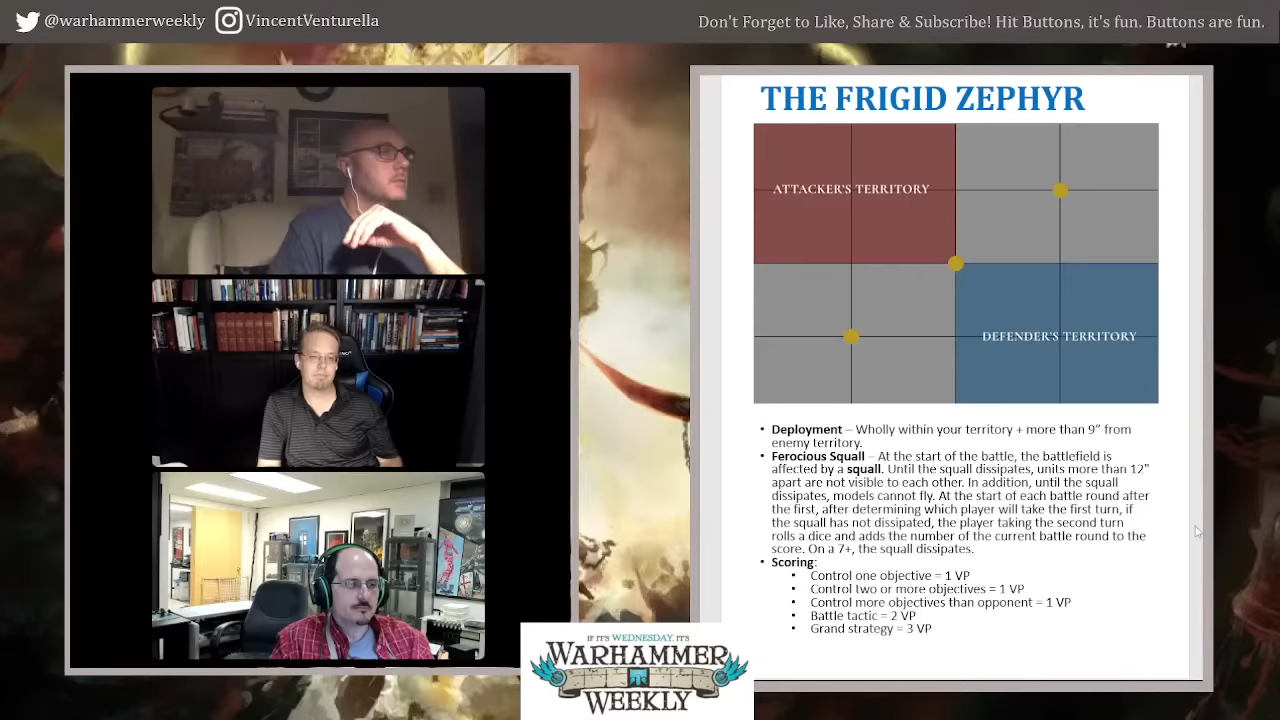 @warhammerweekly VincentVenturella
Don't Forget to Like, Share & Subscribe! Hit Buttons, it's fun. Buttons are fun.
THE FRIGID ZEPHYR
ATTACKER'S TERRITORY
DEFENDER'S TERRITORY
• Deployment – Wholly within your territory + more than 9” from
enemy territory.
• Ferocious Squall – At the start of the battle, the battlefield is
affected by a squall. Until the squall dissipates, units more than 12"
apart are not visible to each other. In addition, until the squall
dissipates, models cannot fly. At the start of each battle round after
the first, after determining which player will take the first turn, if
the squall has not dissipated, the player taking the second turn
rolls a dice and adds the number of the current battle round to the
score. On a 7+, the squall dissipates.
• Scoring:
• Control one objective = 1 VP
• Control two or more objectives = 1 VP
• Control more objectives than opponent = 1 VP
• Battle tactic = 2 VP
• Grand strategy = 3 VP
IF IT'S WEDNESDAY, IT'S
WARHAMMER
WEEKLY